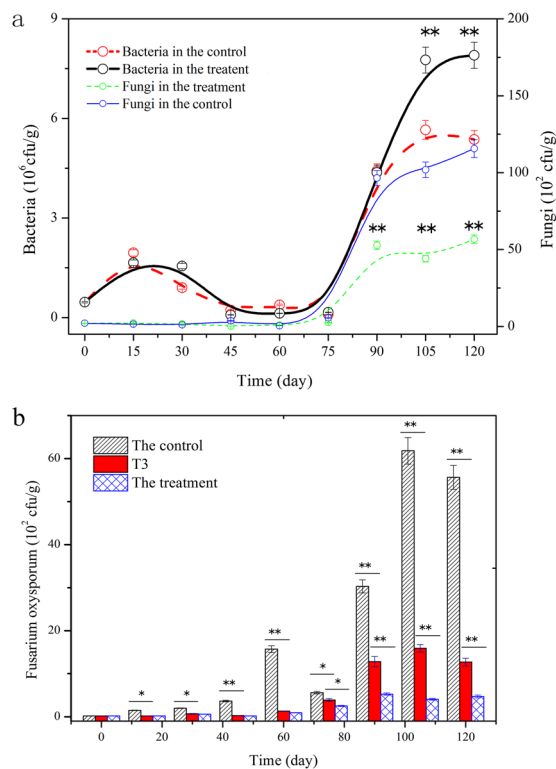 a
9
6
3
0
Bacteria (10⁶cfu/g)
200
150
100
50
0
Fungi (10² cfu/g)
Bacteria in the control
Bacteria in the treatent
Fungi in the treatment
Fungi in the control
** **
** ** **
0 15 30 45 60 75 90 105 120
Time (day)
b
60
40
20
0
Fusarium oxysporum (10² cfu/g)
The control
T3
The treatment
**
**
**
**
**
*
*
**
*
*
**
**
**
0 20 40 60 80 100 120
Time (day)